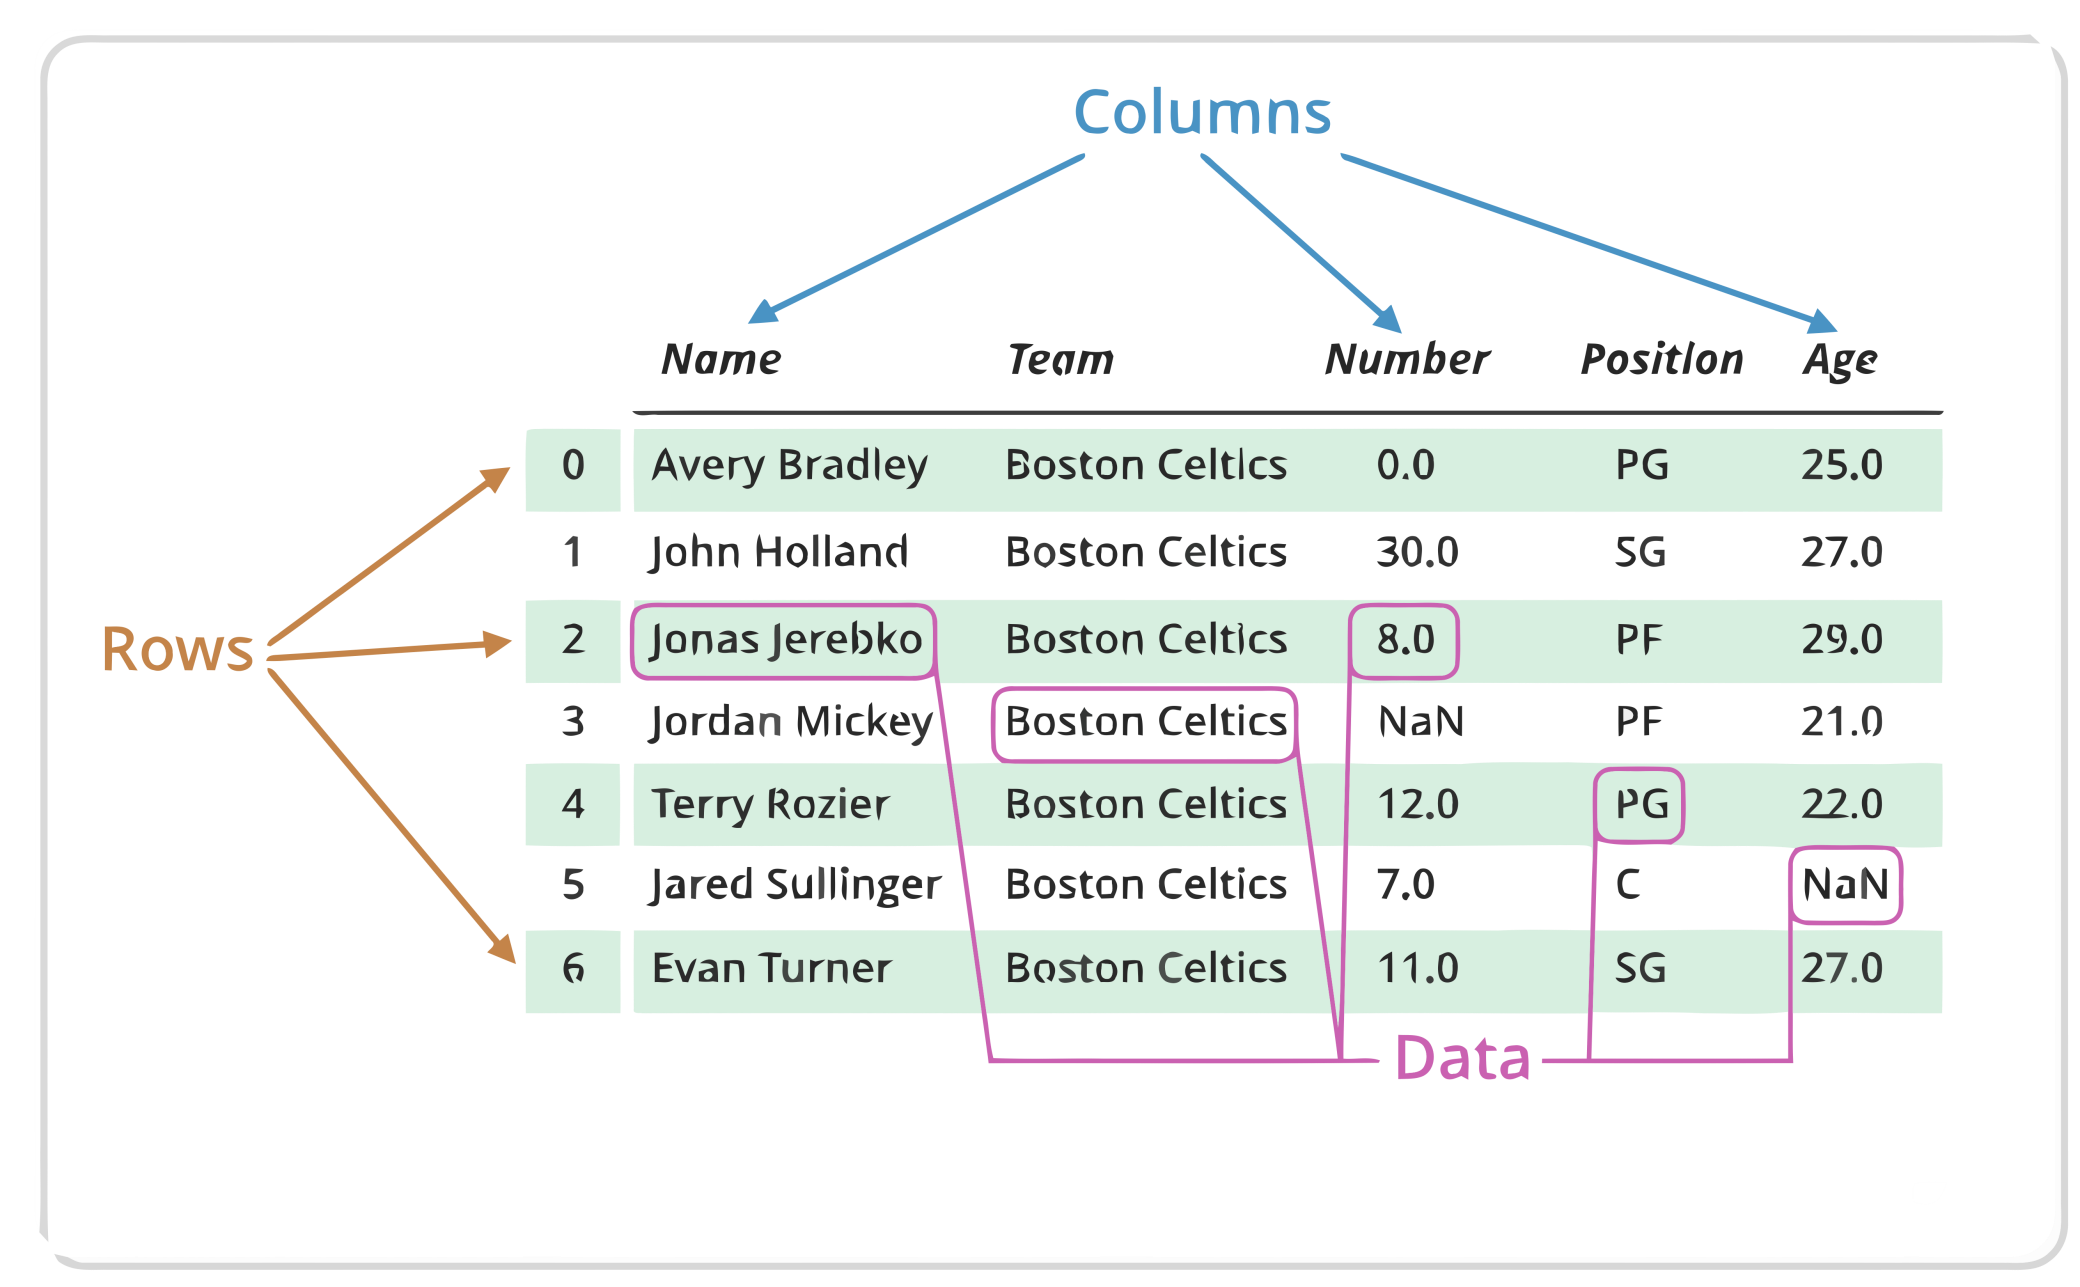 Columns
Name Team Number Position Age
0 Avery Bradley Boston Celtics 0.0 PG 25.0
1 John Holland Boston Celtics 30.0 SG 27.0
Rows
2 Jonas Jerebko Boston Celtics 8.0 PF 29.0
3 Jordan Mickey Boston Celtics NaN PF 21.0
4 Terry Rozier Boston Celtics 12.0 PG 22.0
5 Jared Sullinger Boston Celtics 7.0 C NaN
6 Evan Turner Boston Celtics 11.0 SG 27.0
Data